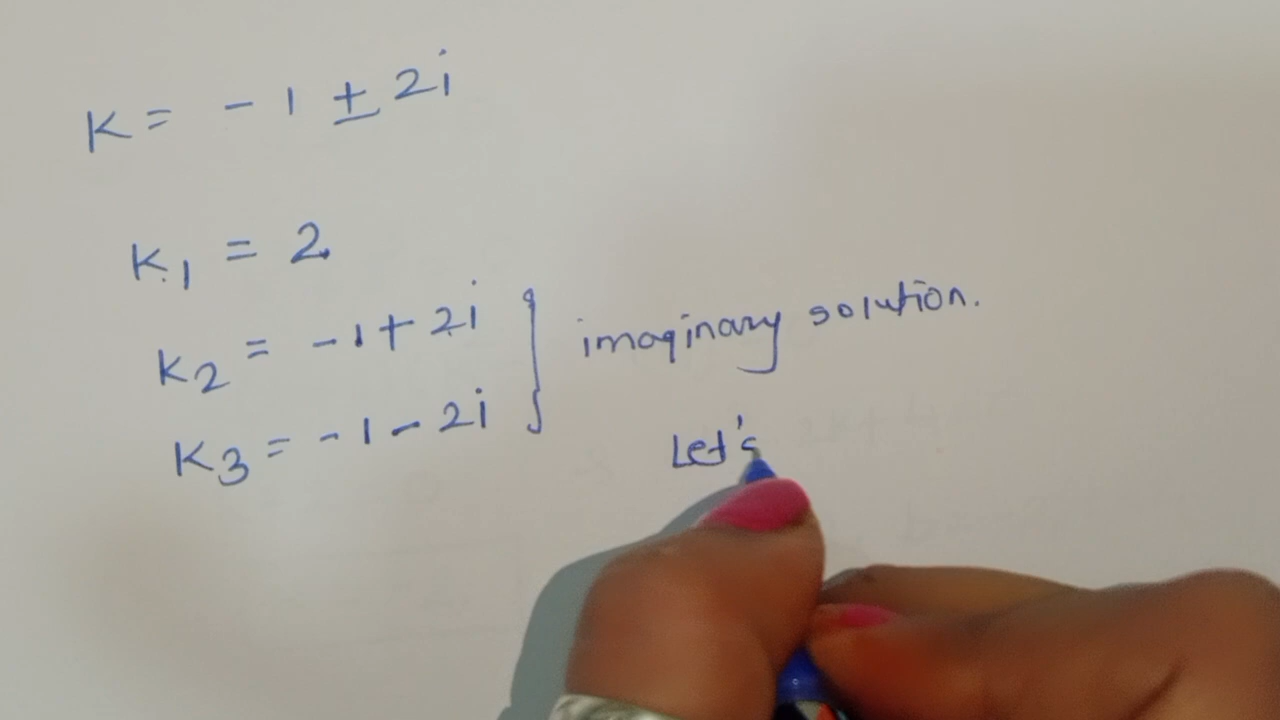 K = -1 ± 2i
K₁ = 2
K₂ = -1 + 2i
K₃ = -1 - 2i } imaginary solution.
Let's